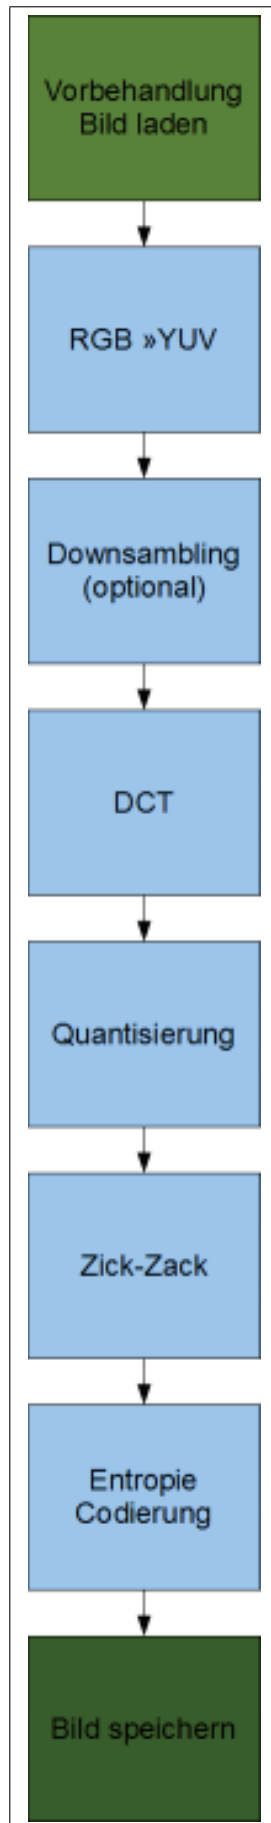 Vorbehandlung
Bild laden
RGB »YUV
Downsambling
(optional)
DCT
Quantisierung
Zick-Zack
Entropie
Codierung
Bild speichern